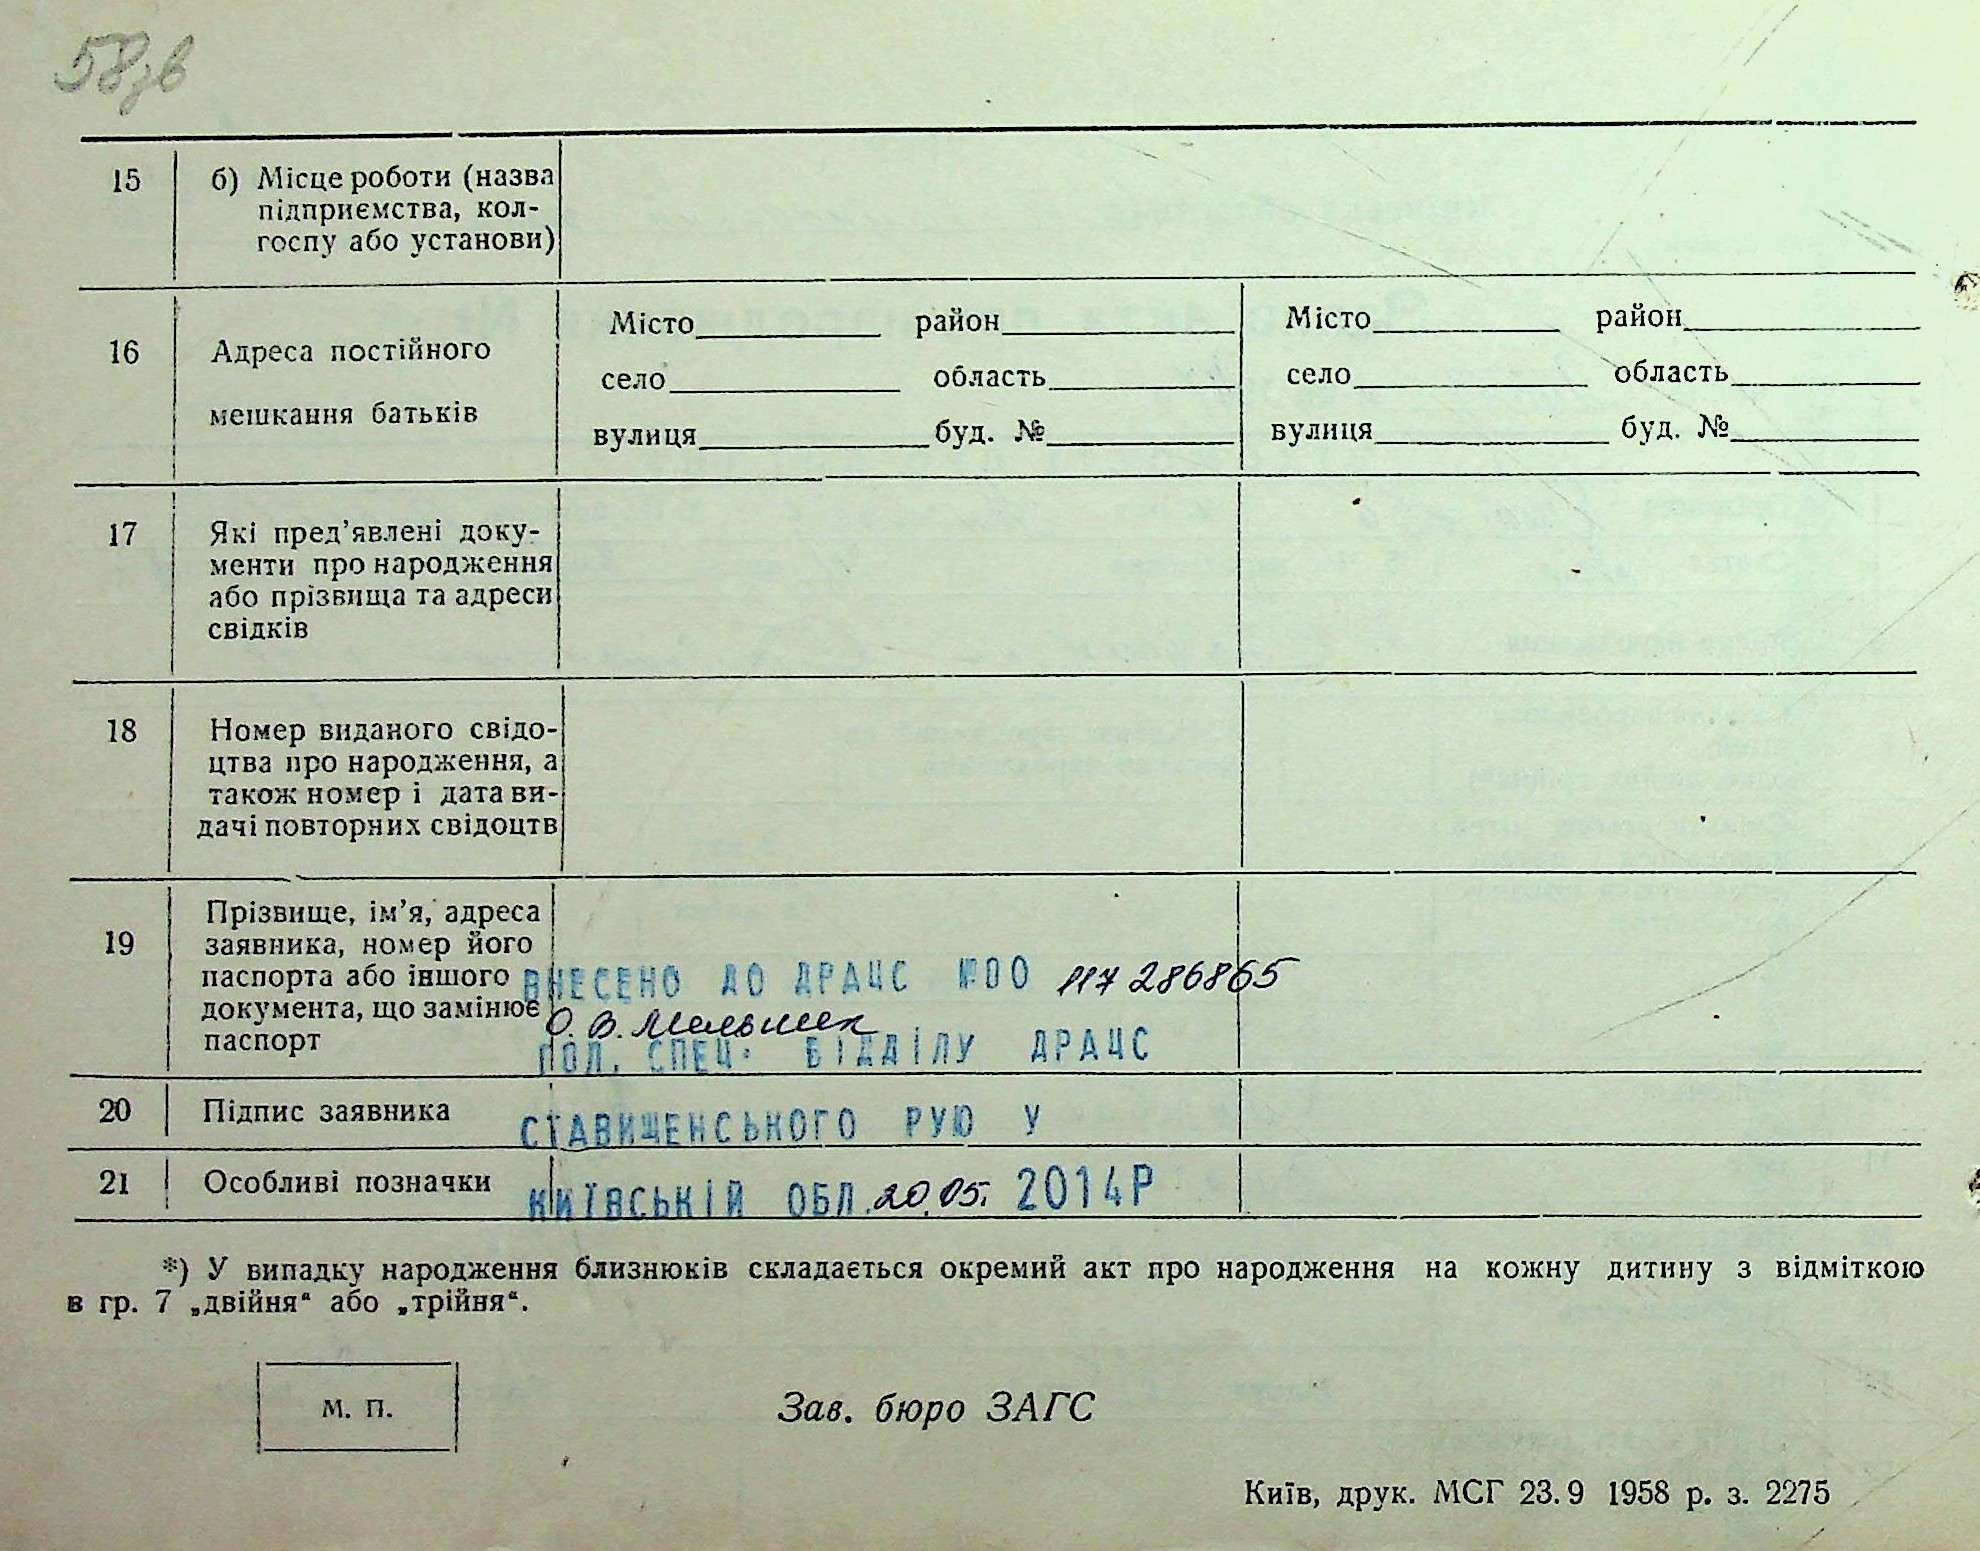 58зв
15
б) Місце роботи (назва
підприємства, кол-
госпу або установи)
16
Адреса постійного
мешкання батьків
Місто район
село область
вулиця буд. №
Місто район
село область
вулиця буд. №
17
Які пред’явлені доку-
менти про народження
або прізвища та адреси
свідків
18
Номер виданого свідо-
цтва про народження, а
також номер і дата ви-
дачі повторних свідоцтв
19
Прізвище, ім’я, адреса
заявника, номер його
паспорта або іншого
документа, що замінює
паспорт
ВНЕСЕНО ДО ДРАЦС №00 117286865
О. В. Мельник
ПОЛ. СПЕЦ. ВІДДІЛУ ДРАЦС
20 Підпис заявника
СТАВИЩЕНСЬКОГО РУЮ У
21 Особливі позначки
КИЇВСЬКІЙ ОБЛ. 20.05. 2014Р
*) У випадку народження близнюків складається окремий акт про народження на кожну дитину з відміткою
в гр. 7 „двійня“ або „трійня“.
М. П.
Зав. бюро ЗАГС
Київ, друк. МСГ 23.9 1958 р. з. 2275